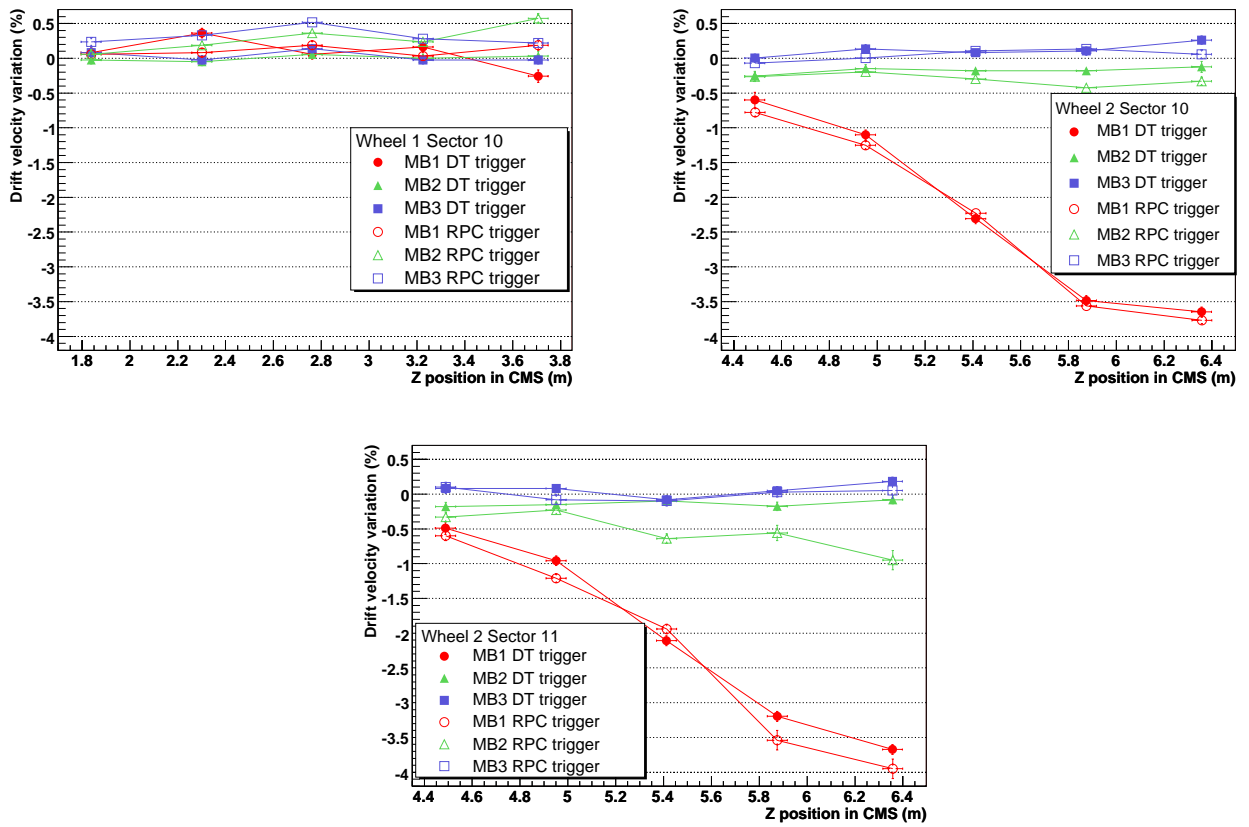 Drift velocity variation (%)
0.5
0
-0.5
-1
-1.5
-2
-2.5
-3
-3.5
-4
Wheel 1 Sector 10
MB1 DT trigger
MB2 DT trigger
MB3 DT trigger
MB1 RPC trigger
MB2 RPC trigger
MB3 RPC trigger
1.8 2 2.2 2.4 2.6 2.8 3 3.2 3.4 3.6 3.8
Z position in CMS (m)
Drift velocity variation (%)
0.5
0
-0.5
-1
-1.5
-2
-2.5
-3
-3.5
-4
Wheel 2 Sector 10
MB1 DT trigger
MB2 DT trigger
MB3 DT trigger
MB1 RPC trigger
MB2 RPC trigger
MB3 RPC trigger
4.4 4.6 4.8 5 5.2 5.4 5.6 5.8 6 6.2 6.4
Z position in CMS (m)
Drift velocity variation (%)
0.5
0
-0.5
-1
-1.5
-2
-2.5
-3
-3.5
-4
Wheel 2 Sector 11
MB1 DT trigger
MB2 DT trigger
MB3 DT trigger
MB1 RPC trigger
MB2 RPC trigger
MB3 RPC trigger
4.4 4.6 4.8 5 5.2 5.4 5.6 5.8 6 6.2 6.4
Z position in CMS (m)